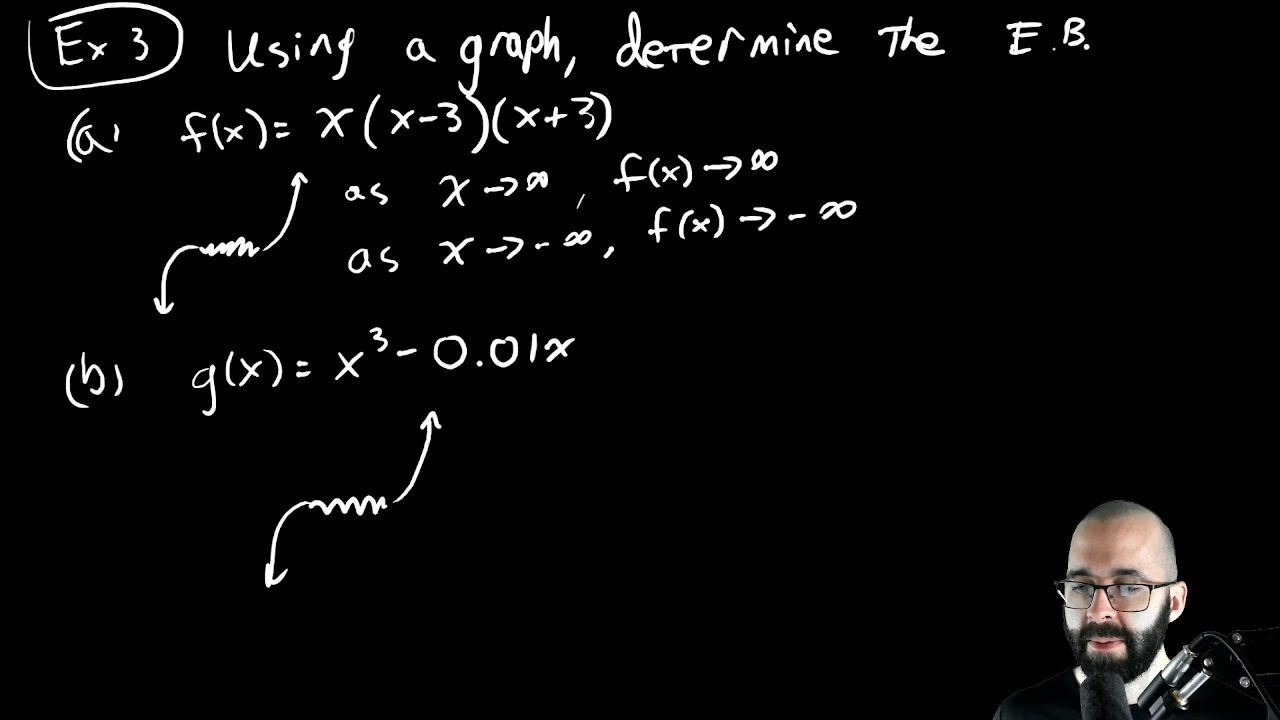 Ex 3 Using a graph, determine the E.B.
(a) f(x) = x(x-3)(x+3)
as x → ∞, f(x) → ∞
as x → -∞, f(x) → -∞
(b) g(x) = x³ - 0.01x